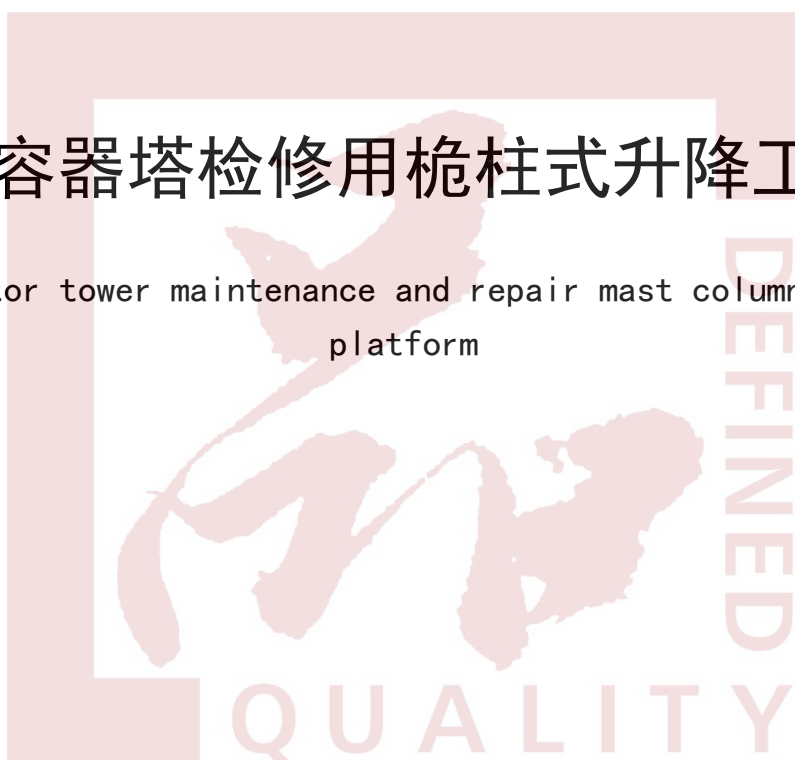 容器塔检修用桅柱式升降工
tor tower maintenance and repair mast column
platform
DEFINED
QUALITY